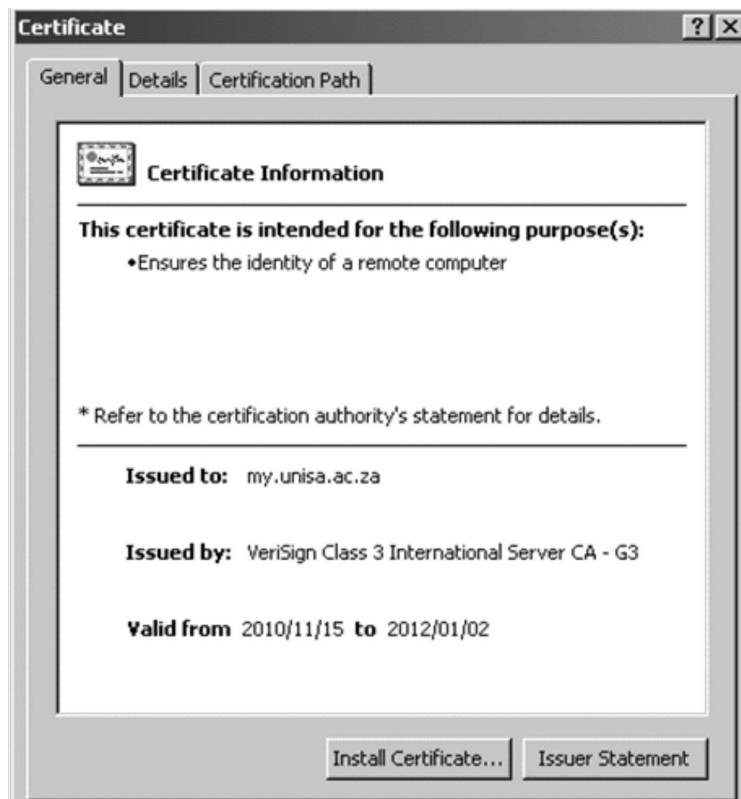 Certificate
General Details Certification Path
Certificate Information
This certificate is intended for the following purpose(s):
•Ensures the identity of a remote computer
* Refer to the certification authority's statement for details.
Issued to: my.unisa.ac.za
Issued by: VeriSign Class 3 International Server CA - G3
Valid from 2010/11/15 to 2012/01/02
Install Certificate... Issuer Statement